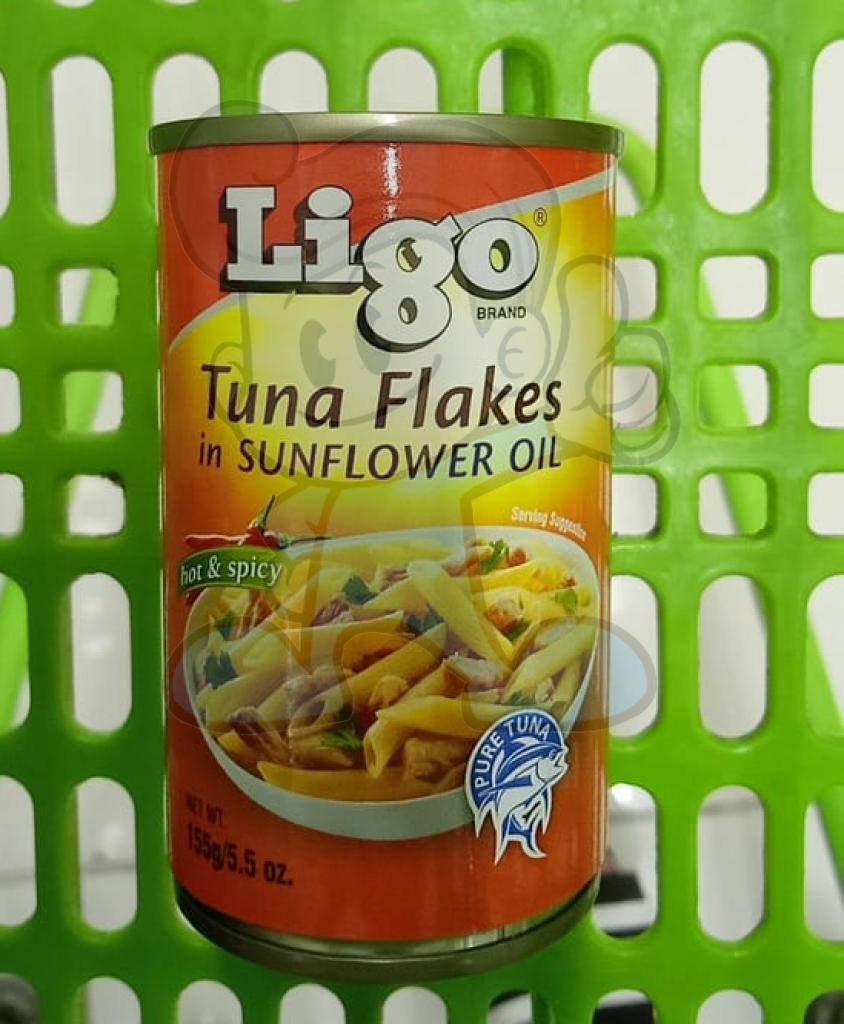 Ligo®
BRAND
Tuna Flakes
in SUNFLOWER OIL
Serving Suggestion
hot & spicy
PURE TUNA
NET WT.
155g/5.5 oz.